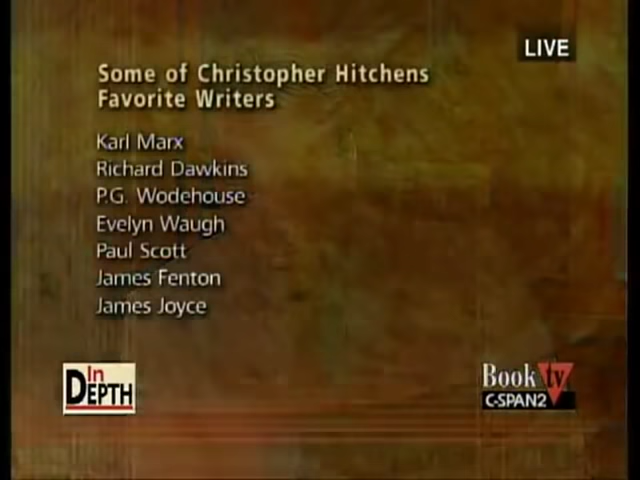 LIVE
Some of Christopher Hitchens
Favorite Writers
Karl Marx
Richard Dawkins
P.G. Wodehouse
Evelyn Waugh
Paul Scott
James Fenton
James Joyce
In
DEPTH
Book tv
C-SPAN2